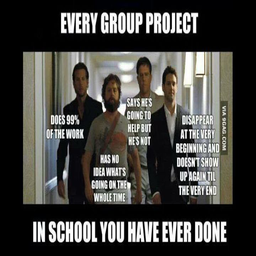 EVERY GROUP PROJECT
DOES 99%
OF THE WORK
HAS NO
IDEA WHAT'S
GOING ON THE
WHOLE TIME
SAYS HE'S
GOING TO
HELP BUT
HE'S NOT
DISAPPEAR
AT THE VERY
BEGINNING AND
DOESN'T SHOW
UP AGAIN TIL
THE VERY END
VIA 9GAG.COM
IN SCHOOL YOU HAVE EVER DONE